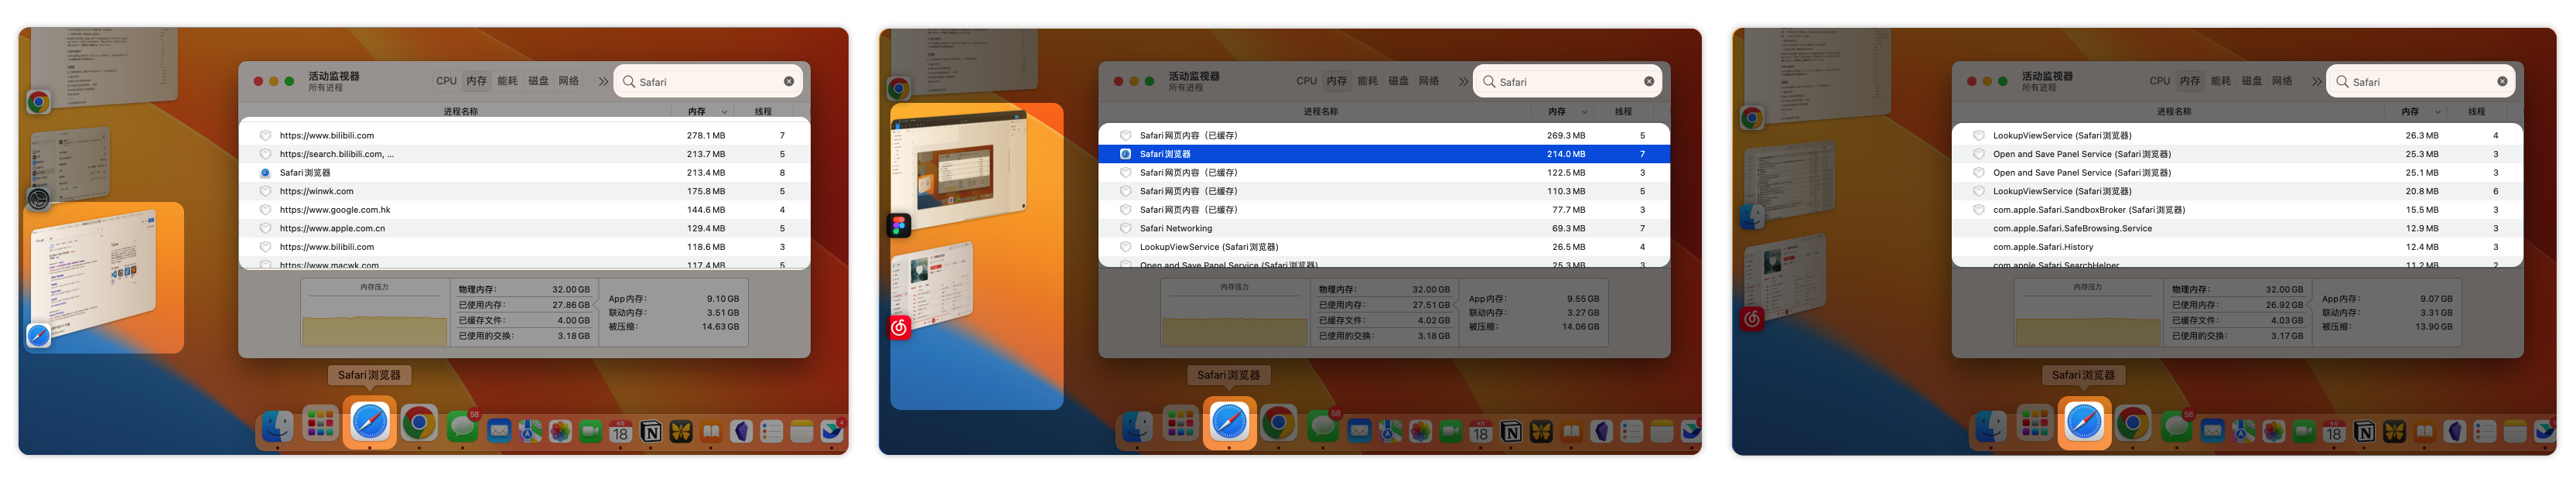 活动监视器
所有进程
CPU 内存 能耗 磁盘 网络
Safari
进程名称 内存 线程
https://www.bilibili.com 278.1 MB 7
https://search.bilibili.com, ... 213.7 MB 5
Safari浏览器 213.4 MB 8
https://winwk.com 175.8 MB 5
https://www.google.com.hk 144.6 MB 4
https://www.apple.com.cn 129.4 MB 5
https://www.bilibili.com 118.6 MB 3
https://www.macwk.com 117.4 MB 5
内存压力
物理内存： 32.00 GB
已使用内存： 27.86 GB
已缓存文件： 4.00 GB
已使用的交换： 3.18 GB
App内存： 9.10 GB
联动内存： 3.51 GB
被压缩： 14.63 GB
Safari浏览器
58
9月
18
4
活动监视器
所有进程
CPU 内存 能耗 磁盘 网络
Safari
进程名称 内存 线程
Safari网页内容（已缓存） 269.3 MB 5
Safari浏览器 214.0 MB 7
Safari网页内容（已缓存） 122.5 MB 3
Safari网页内容（已缓存） 110.3 MB 5
Safari网页内容（已缓存） 77.7 MB 3
Safari Networking 69.3 MB 7
LookupViewService (Safari浏览器) 26.5 MB 4
Open and Save Panel Service (Safari浏览器) 25.3 MB 3
内存压力
物理内存： 32.00 GB
已使用内存： 27.51 GB
已缓存文件： 4.02 GB
已使用的交换： 3.18 GB
App内存： 9.55 GB
联动内存： 3.27 GB
被压缩： 14.06 GB
Safari浏览器
58
9月
18
活动监视器
所有进程
CPU 内存 能耗 磁盘 网络
Safari
进程名称 内存 线程
LookupViewService (Safari浏览器) 26.3 MB 4
Open and Save Panel Service (Safari浏览器) 25.3 MB 3
Open and Save Panel Service (Safari浏览器) 25.1 MB 3
LookupViewService (Safari浏览器) 20.8 MB 6
com.apple.Safari.SandboxBroker (Safari浏览器) 15.5 MB 3
com.apple.Safari.SafeBrowsing.Service 12.9 MB 3
com.apple.Safari.History 12.4 MB 3
com.apple.Safari.SearchHelper 11.2 MB 2
内存压力
物理内存： 32.00 GB
已使用内存： 26.92 GB
已缓存文件： 4.03 GB
已使用的交换： 3.17 GB
App内存： 9.07 GB
联动内存： 3.31 GB
被压缩： 13.90 GB
Safari浏览器
58
9月
18